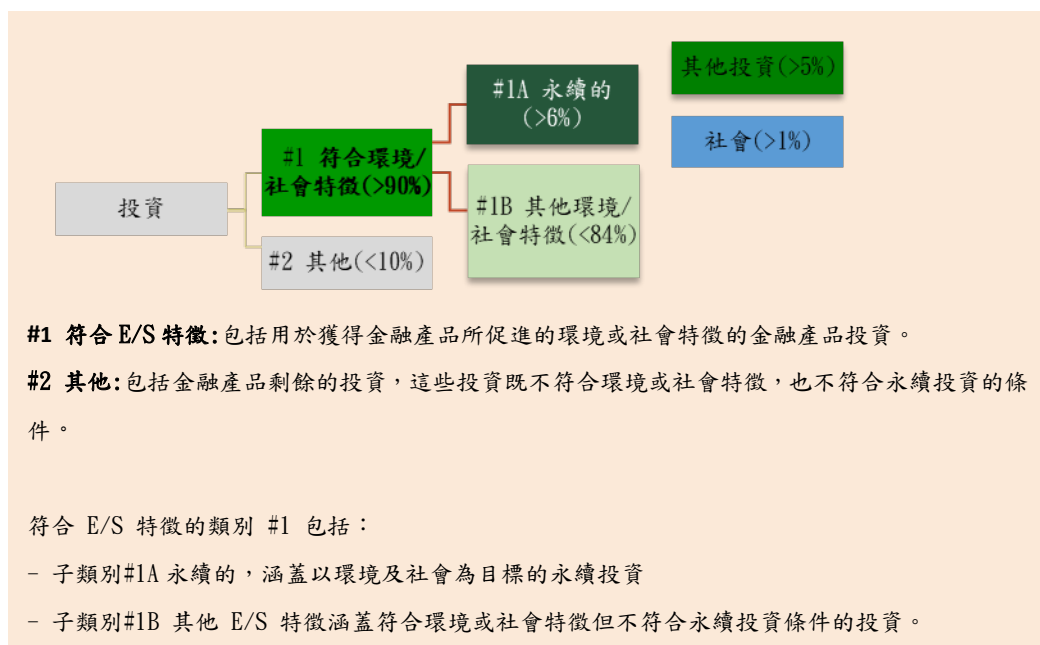 投資
#1 符合環境/
社會特徵(>90%)
#2 其他(<10%)
#1A 永續的
(>6%)
#1B 其他環境/
社會特徵(<84%)
其他投資(>5%)
社會(>1%)
#1 符合 E/S 特徵:包括用於獲得金融產品所促進的環境或社會特徵的金融產品投資。
#2 其他:包括金融產品剩餘的投資，這些投資既不符合環境或社會特徵，也不符合永續投資的條
件。
符合 E/S 特徵的類別 #1 包括：
- 子類別#1A 永續的，涵蓋以環境及社會為目標的永續投資
- 子類別#1B 其他 E/S 特徵涵蓋符合環境或社會特徵但不符合永續投資條件的投資。